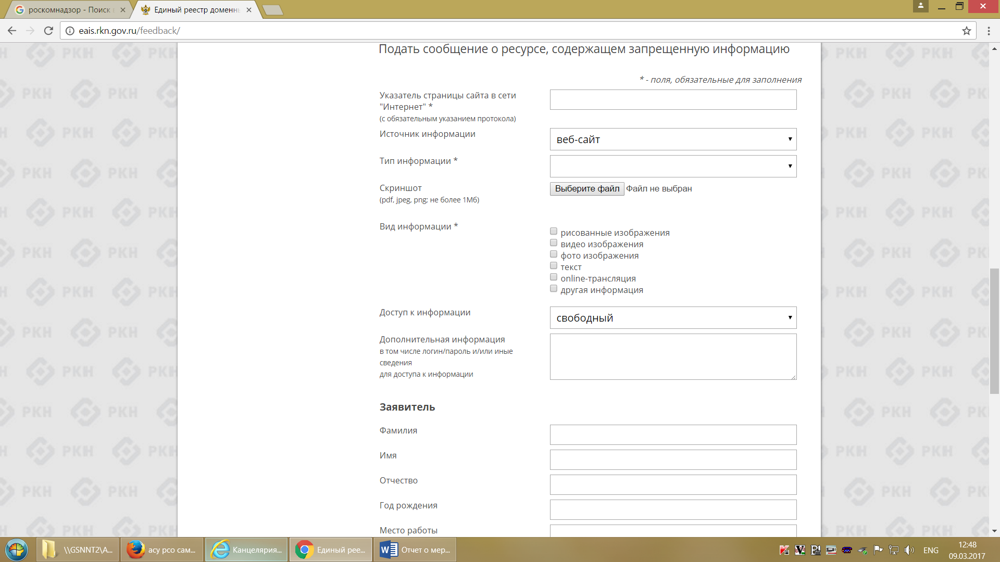 роскомнадзор - Поиск в
Единый реестр доменны
eais.rkn.gov.ru/feedback/
Подать сообщение о ресурсе, содержащем запрещенную информацию
* - поля, обязательные для заполнения
Указатель страницы сайта в сети
"Интернет" *
(с обязательным указанием протокола)
Источник информации
веб-сайт
Тип информации *
Скриншот
(pdf, jpeg, png; не более 1Мб)
Выберите файл Файл не выбран
Вид информации *
рисованные изображения
видео изображения
фото изображения
текст
online-трансляция
другая информация
Доступ к информации
свободный
Дополнительная информация
в том числе логин/пароль и/или иные
сведения
для доступа к информации
Заявитель
Фамилия
Имя
Отчество
Год рождения
Место работы
РКН
\\GSNNT2\A...
асу рсо сам...
Канцелярия...
Единый рее...
Отчет о мер...
ENG
12:48
09.03.2017